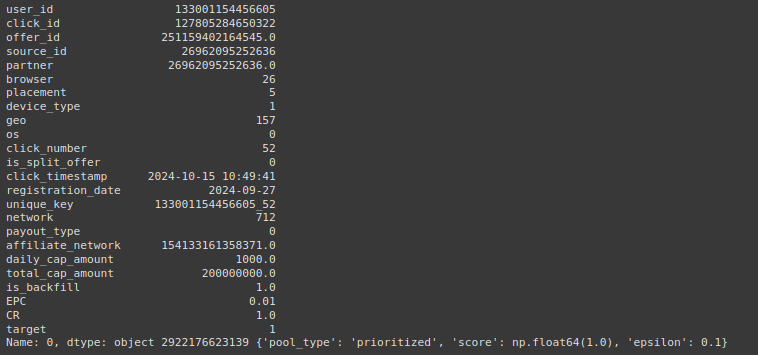 user_id 133001154456605
click_id 127805284650322
offer_id 251159402164545.0
source_id 26962095252636
partner 26962095252636.0
browser 26
placement 5
device_type 1
geo 157
os 0
click_number 52
is_split_offer 0
click_timestamp 2024-10-15 10:49:41
registration_date 2024-09-27
unique_key 133001154456605_52
network 712
payout_type 0
affiliate_network 154133161358371.0
daily_cap_amount 1000.0
total_cap_amount 200000000.0
is_backfill 1.0
EPC 0.01
CR 1.0
target 1
Name: 0, dtype: object 2922176623139 {'pool_type': 'prioritized', 'score': np.float64(1.0), 'epsilon': 0.1}